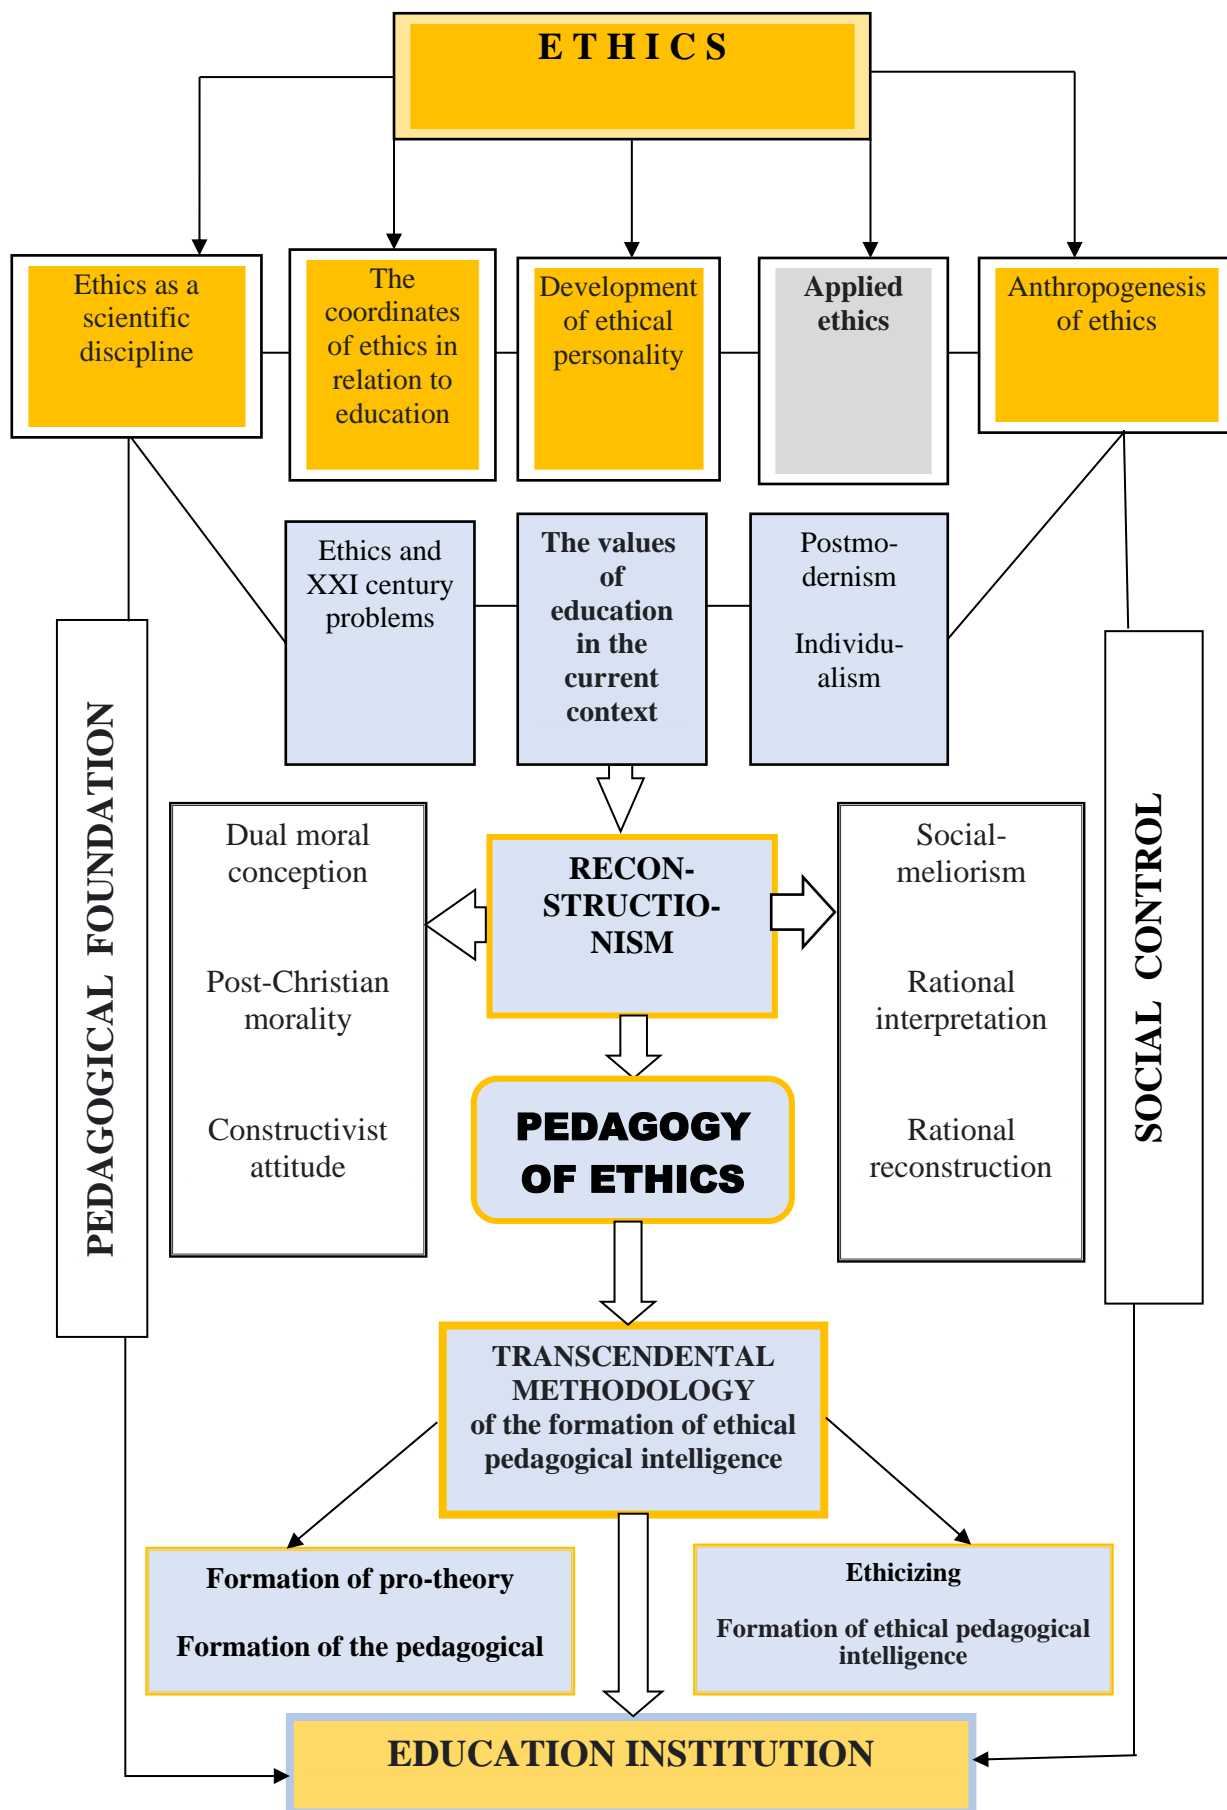 E T H I C S
Ethics as a
scientific
discipline
The
coordinates
of ethics in
relation to
education
Development
of ethical
personality
Applied
ethics
Anthropogenesis
of ethics
Ethics and
XXI century
problems
The values
of
education
in the
current
context
Postmo-
dernism
Individu-
alism
PEDAGOGICAL FOUNDATION
Dual moral
conception
Post-Christian
morality
Constructivist
attitude
RECON-
STRUCTIO-
NISM
Social-
meliorism
Rational
interpretation
Rational
reconstruction
SOCIAL CONTROL
PEDAGOGY
OF ETHICS
TRANSCENDENTAL
METHODOLOGY
of the formation of ethical
pedagogical intelligence
Formation of pro-theory
Formation of the pedagogical
Ethicizing
Formation of ethical pedagogical
intelligence
EDUCATION INSTITUTION